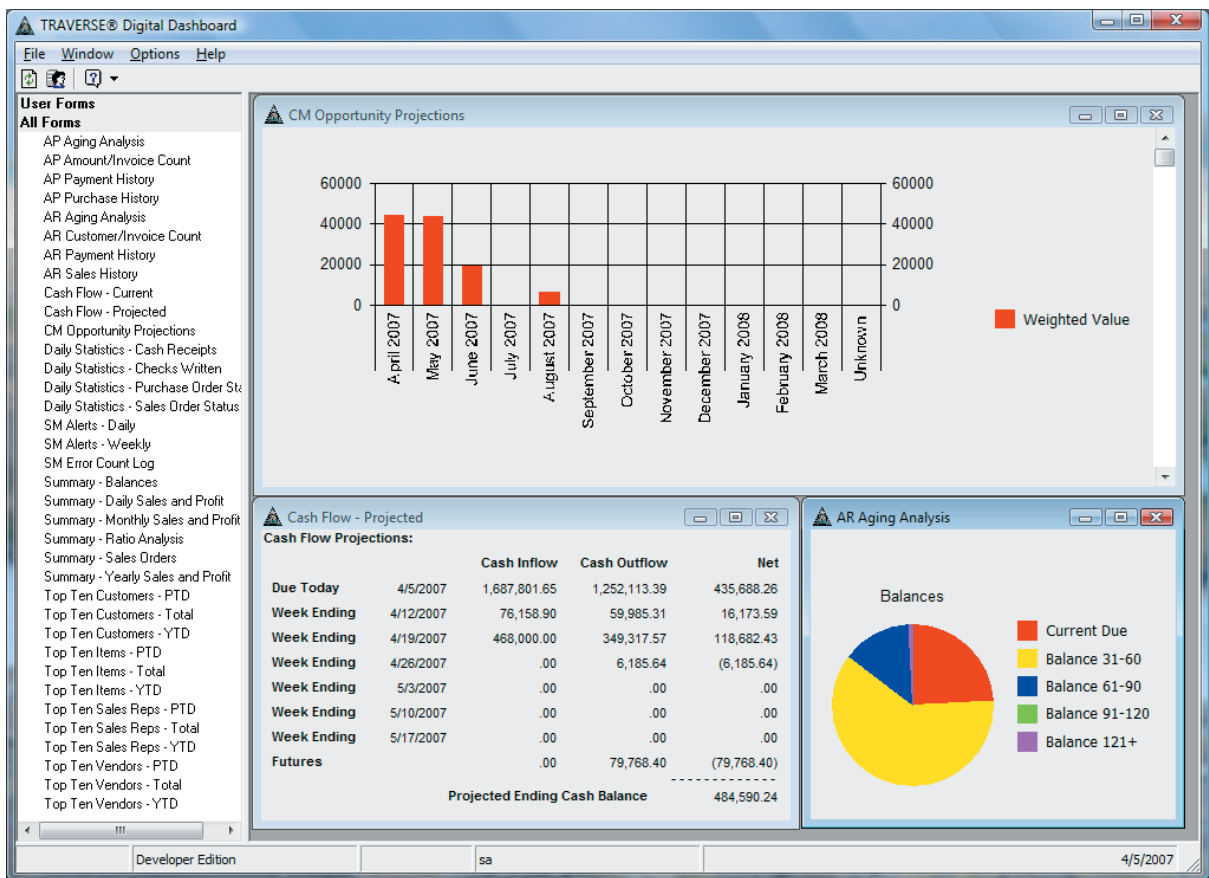 TRAVERSE® Digital Dashboard
File Window Options Help
User Forms
All Forms
AP Aging Analysis
AP Amount/Invoice Count
AP Payment History
AP Purchase History
AR Aging Analysis
AR Customer/Invoice Count
AR Payment History
AR Sales History
Cash Flow - Current
Cash Flow - Projected
CM Opportunity Projections
Daily Statistics - Cash Receipts
Daily Statistics - Checks Written
Daily Statistics - Purchase Order Sta
Daily Statistics - Sales Order Status
SM Alerts - Daily
SM Alerts - Weekly
SM Error Count Log
Summary - Balances
Summary - Daily Sales and Profit
Summary - Monthly Sales and Profit
Summary - Ratio Analysis
Summary - Sales Orders
Summary - Yearly Sales and Profit
Top Ten Customers - PTD
Top Ten Customers - Total
Top Ten Customers - YTD
Top Ten Items - PTD
Top Ten Items - Total
Top Ten Items - YTD
Top Ten Sales Reps - PTD
Top Ten Sales Reps - Total
Top Ten Sales Reps - YTD
Top Ten Vendors - PTD
Top Ten Vendors - Total
Top Ten Vendors - YTD
CM Opportunity Projections
60000 60000
40000 40000
20000 20000
0 0
April 2007
May 2007
June 2007
July 2007
August 2007
September 2007
October 2007
November 2007
December 2007
January 2008
February 2008
March 2008
Unknown
Weighted Value
Cash Flow - Projected
Cash Flow Projections:
Cash Inflow Cash Outflow Net
Due Today 4/5/2007 1,687,801.65 1,252,113.39 435,688.26
Week Ending 4/12/2007 76,158.90 59,985.31 16,173.59
Week Ending 4/19/2007 468,000.00 349,317.57 118,682.43
Week Ending 4/26/2007 .00 6,185.64 (6,185.64)
Week Ending 5/3/2007 .00 .00 .00
Week Ending 5/10/2007 .00 .00 .00
Week Ending 5/17/2007 .00 .00 .00
Futures .00 79,768.40 (79,768.40)
Projected Ending Cash Balance 484,590.24
AR Aging Analysis
Balances
Current Due
Balance 31-60
Balance 61-90
Balance 91-120
Balance 121+
Developer Edition sa 4/5/2007